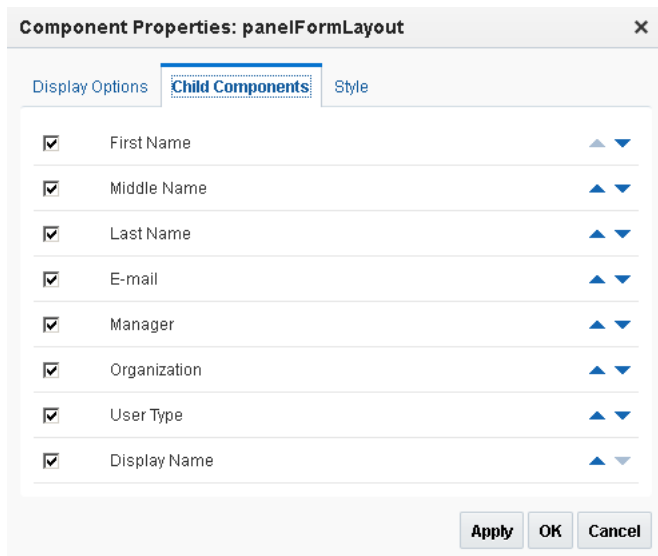 Component Properties: panelFormLayout
Display Options Child Components Style
First Name
Middle Name
Last Name
E-mail
Manager
Organization
User Type
Display Name
Apply OK Cancel